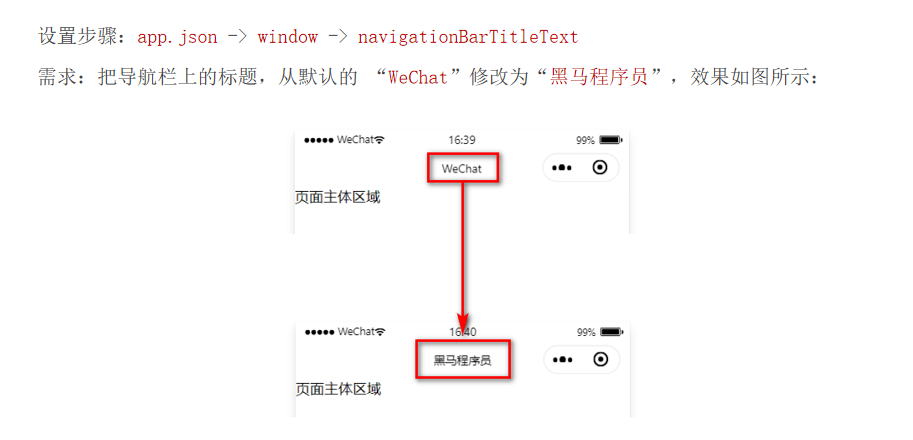 设置步骤：app.json -> window -> navigationBarTitleText
需求：把导航栏上的标题，从默认的 “WeChat”修改为“黑马程序员”，效果如图所示：
WeChat 16:39 99%
WeChat
页面主体区域
WeChat 16:40 99%
黑马程序员
页面主体区域